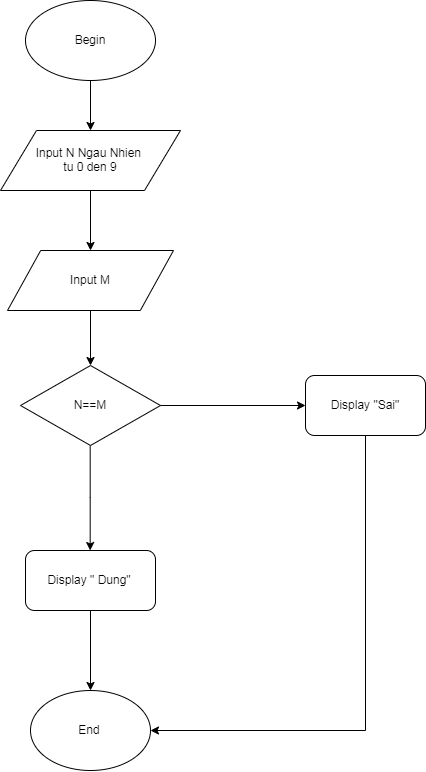 Begin
Input N Ngau Nhien
tu 0 den 9
Input M
N==M
Display "Sai"
Display " Dung"
End